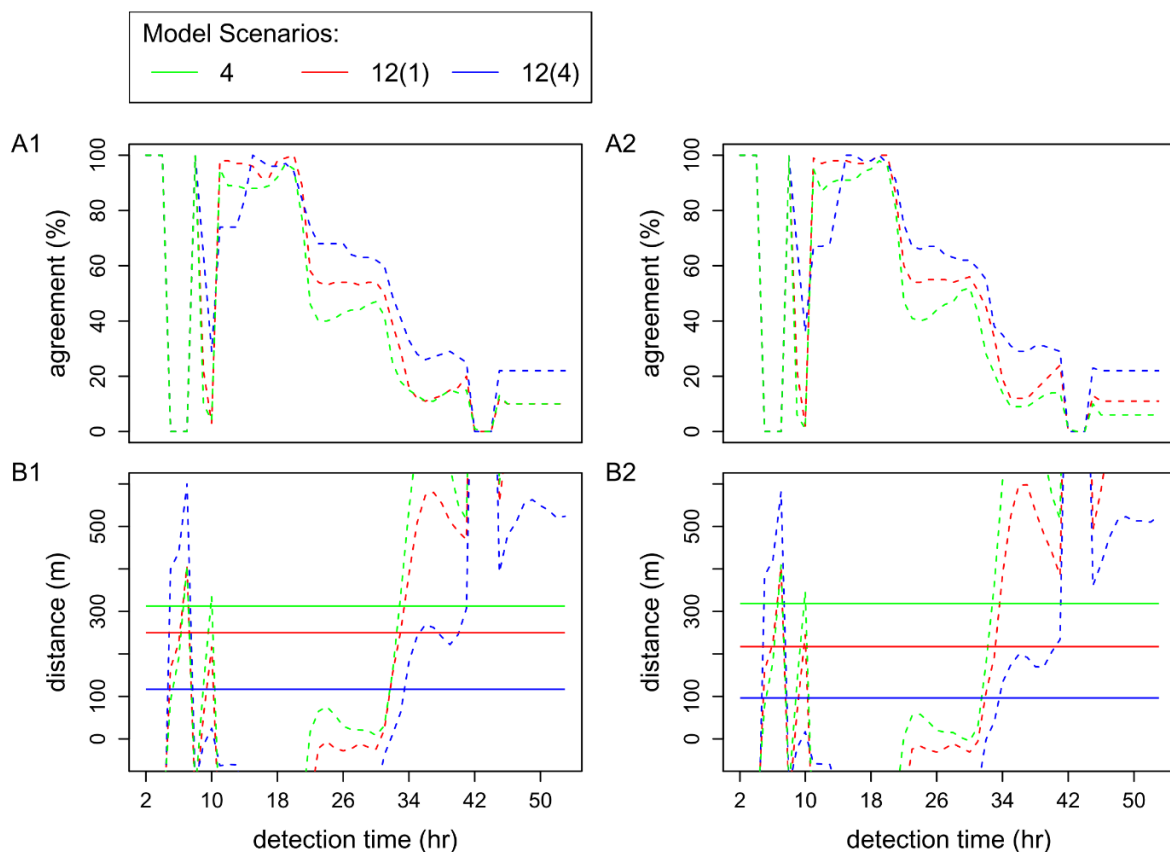 Model Scenarios:
4 12(1) 12(4)
A1 A2
agreement (%) agreement (%)
100 100
80 80
60 60
40 40
20 20
0 0
B1 B2
distance (m) distance (m)
500 500
300 300
100 100
0 0
2 10 18 26 34 42 50 2 10 18 26 34 42 50
detection time (hr) detection time (hr)